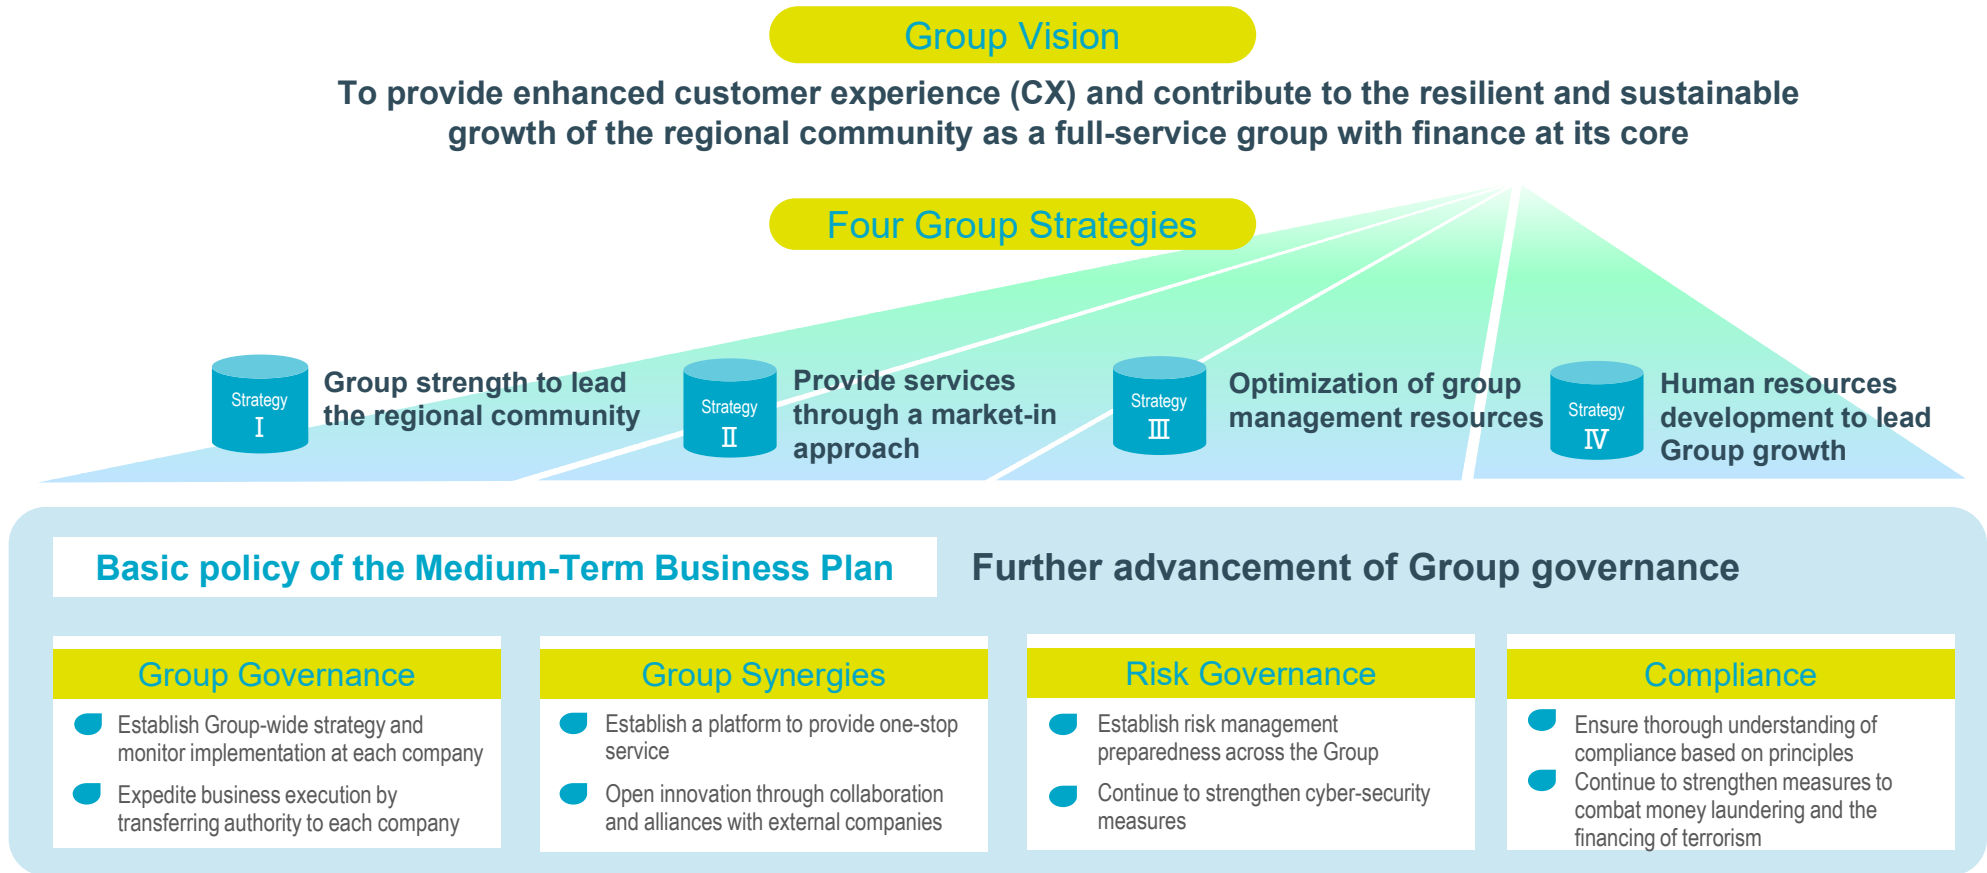 Group Vision
To provide enhanced customer experience (CX) and contribute to the resilient and sustainable
growth of the regional community as a full-service group with finance at its core
Four Group Strategies
Strategy
Ⅰ
Group strength to lead
the regional community
Strategy
Ⅱ
Provide services
through a market-in
approach
Strategy
Ⅲ
Optimization of group
management resources
Strategy
Ⅳ
Human resources
development to lead
Group growth
Basic policy of the Medium-Term Business Plan
Further advancement of Group governance
Group Governance
Establish Group-wide strategy and
monitor implementation at each company
Expedite business execution by
transferring authority to each company
Group Synergies
Establish a platform to provide one-stop
service
Open innovation through collaboration
and alliances with external companies
Risk Governance
Establish risk management
preparedness across the Group
Continue to strengthen cyber-security
measures
Compliance
Ensure thorough understanding of
compliance based on principles
Continue to strengthen measures to
combat money laundering and the
financing of terrorism